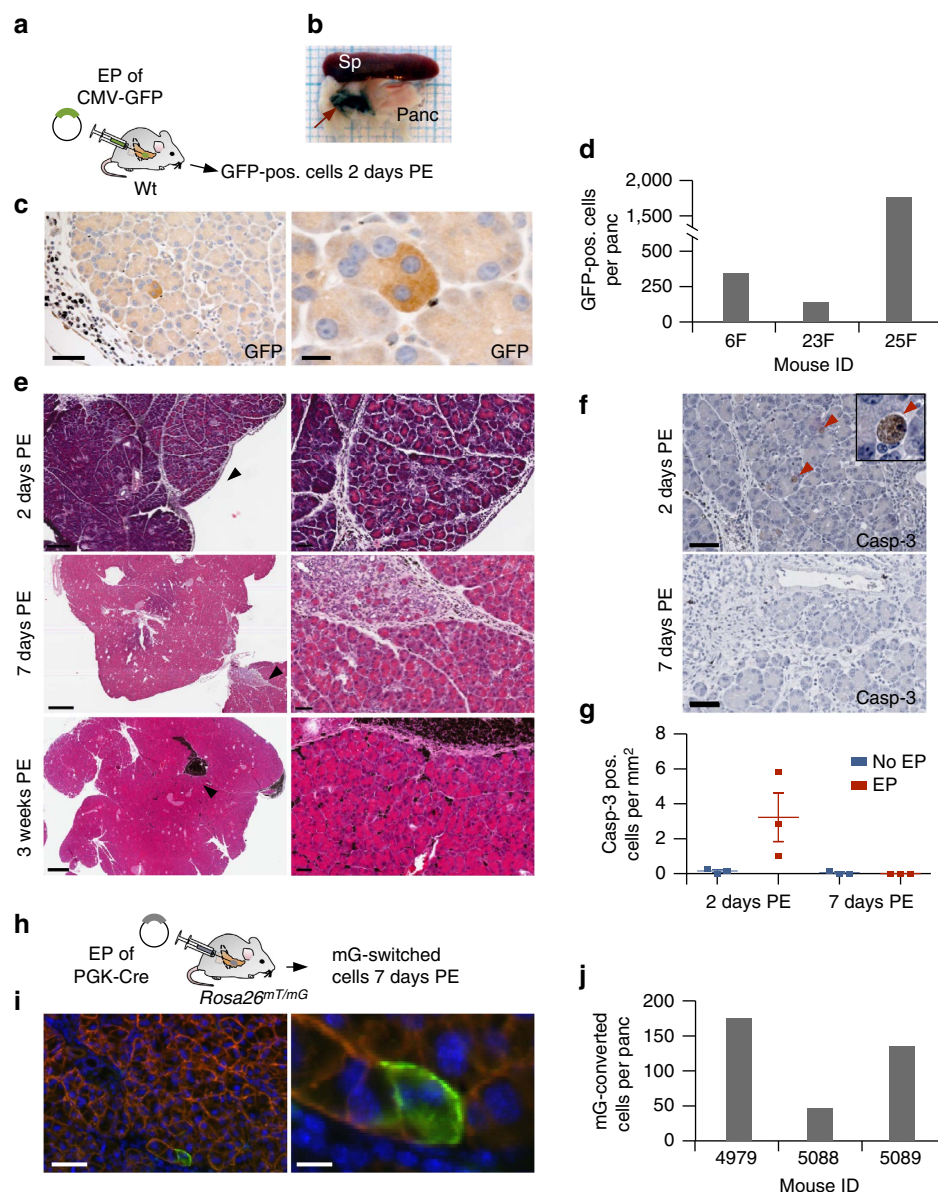 a
EP of
CMV-GFP
Wt
GFP-pos. cells 2 days PE
b
Sp
Panc
c
GFP
GFP
d
GFP-pos. cells
per panc
2,000
1,500
500
250
0
6F
23F
25F
Mouse ID
e
2 days PE
7 days PE
3 weeks PE
f
2 days PE
Casp-3
7 days PE
Casp-3
g
Casp-3 pos.
cells per mm²
8
6
4
2
0
No EP
EP
2 days PE
7 days PE
h
EP of
PGK-Cre
Rosa26mT/mG
mG-switched
cells 7 days PE
i
j
mG-converted
cells per panc
200
150
100
50
0
4979
5088
5089
Mouse ID